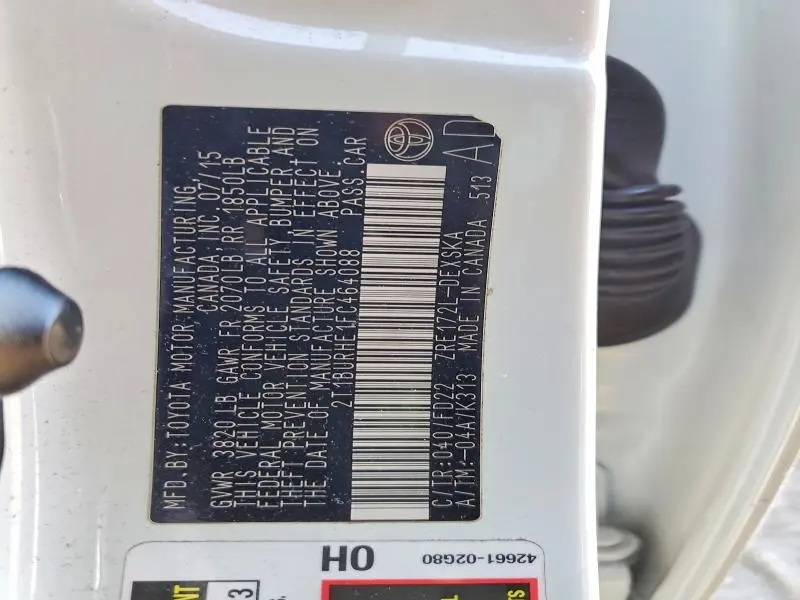 MFD.BY:TOYOTA MOTOR MANUFACTURING,
CANADA, INC. 07/15
GVWR 3820LB GAWR FR 2070LB,RR 1850LB
THIS VEHICLE CONFORMS TO ALL APPLICABLE
FEDERAL MOTOR VEHICLE SAFETY BUMPER, AND
THEFT PREVENTION STANDARDS IN EFFECT ON
THE DATE OF MANUFACTURE SHOWN ABOVE.
2T1BURHE1FC464088 PASS.CAR
C/TR:040/FD22 ZRE172L-DEXSKA
A/TM:-04A/K313 MADE IN CANADA 513
AD
42661-02G80
0H